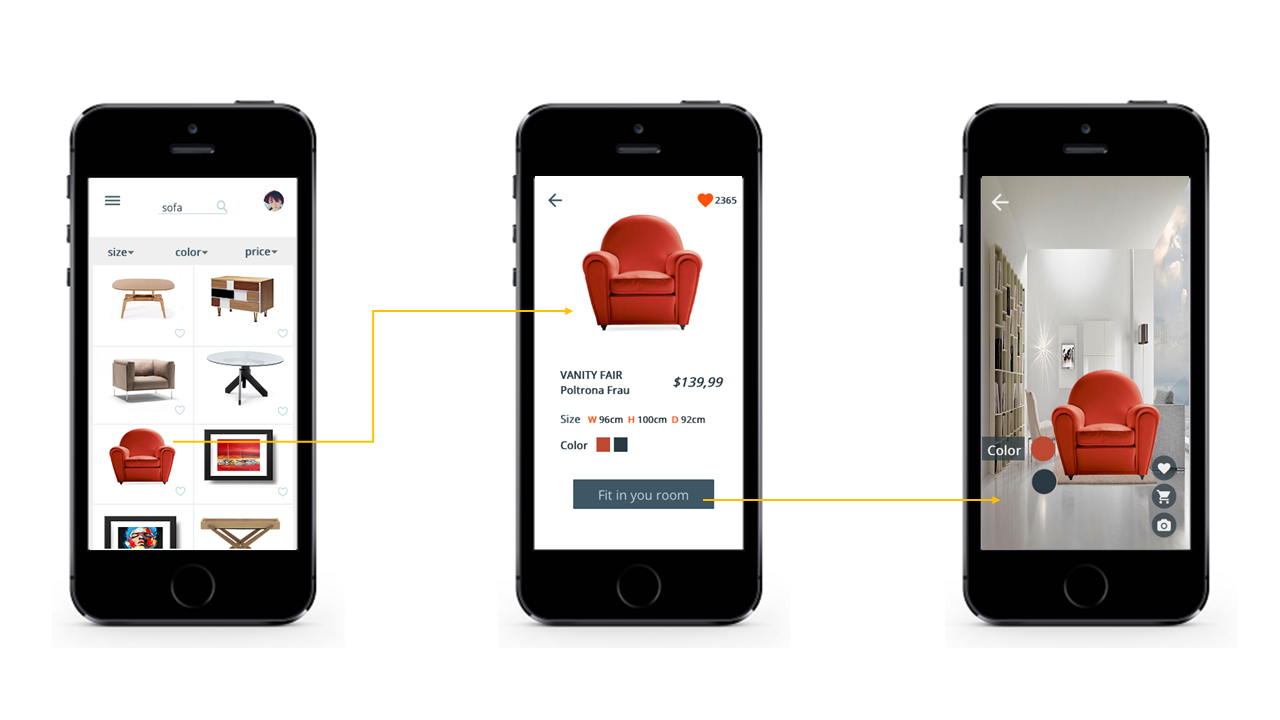 sofa
size color price
2365
VANITY FAIR
Poltrona Frau
$139,99
Size W 96cm H 100cm D 92cm
Color
Fit in you room
Color